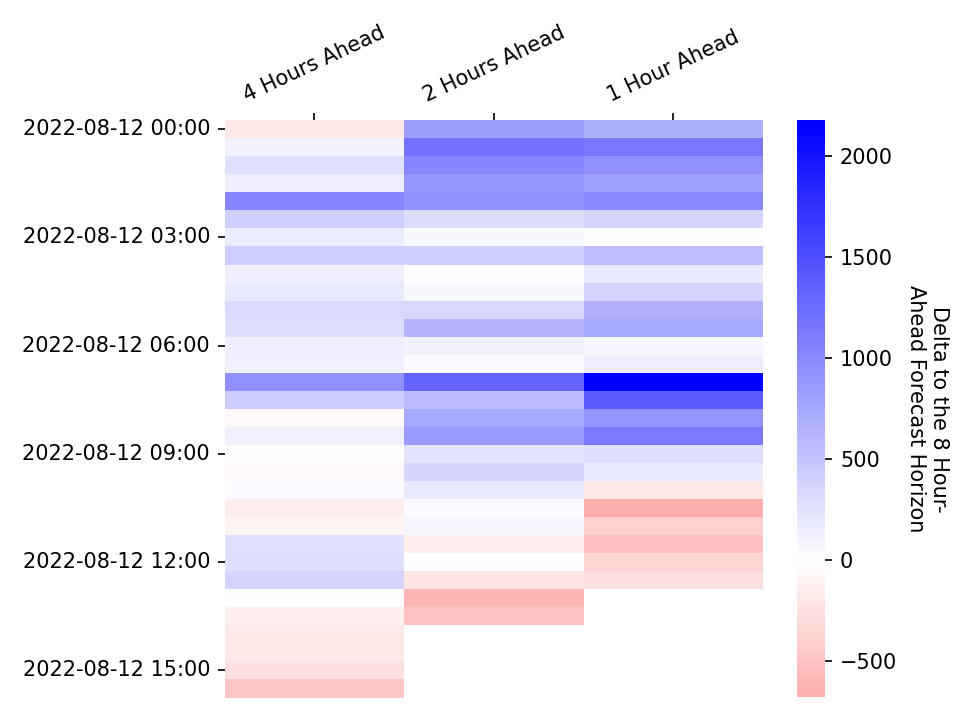 4 Hours Ahead
2 Hours Ahead
1 Hour Ahead
2022-08-12 00:00
2022-08-12 03:00
2022-08-12 06:00
2022-08-12 09:00
2022-08-12 12:00
2022-08-12 15:00
2000
1500
1000
500
0
−500
Delta to the 8 Hour-
Ahead Forecast Horizon